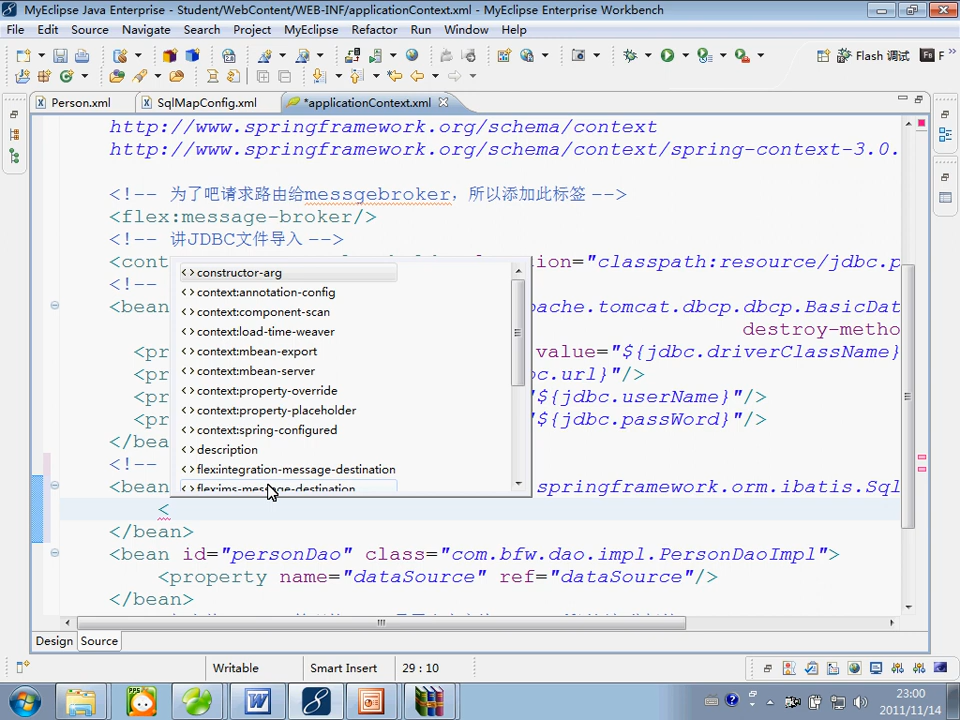 MyEclipse Java Enterprise - Student/WebContent/WEB-INF/applicationContext.xml - MyEclipse Enterprise Workbench
File Edit Source Navigate Search Project MyEclipse Refactor Run Window Help
Flash 调试
Fb F
Person.xml SqlMapConfig.xml *applicationContext.xml
http://www.springframework.org/schema/context
http://www.springframework.org/schema/context/spring-context-3.0.
<!-- 为了吧请求路由给messgebroker，所以添加此标签 -->
<flex:message-broker/>
<!-- 讲JDBC文件导入 -->
<cont
ion="classpath:resource/jdbc.p
<!--
<bean
pache.tomcat.dbcp.dbcp.BasicDat
destroy-metho
<pr
value="${jdbc.driverClassName}
<pr
bc.url}"/>
<pr
"${jdbc.userName}"/>
<pr
"${jdbc.passWord}"/>
</bea
<!--
<bean
springframework.orm.ibatis.Sql
constructor-arg
context:annotation-config
context:component-scan
context:load-time-weaver
context:mbean-export
context:mbean-server
context:property-override
context:property-placeholder
context:spring-configured
description
flex:integration-message-destination
flex:jms-message-destination
<
</bean>
<bean id="personDao" class="com.bfw.dao.impl.PersonDaoImpl">
<property name="dataSource" ref="dataSource"/>
</bean>
Design Source
Writable Smart Insert 29 : 10
23:00
2011/11/14